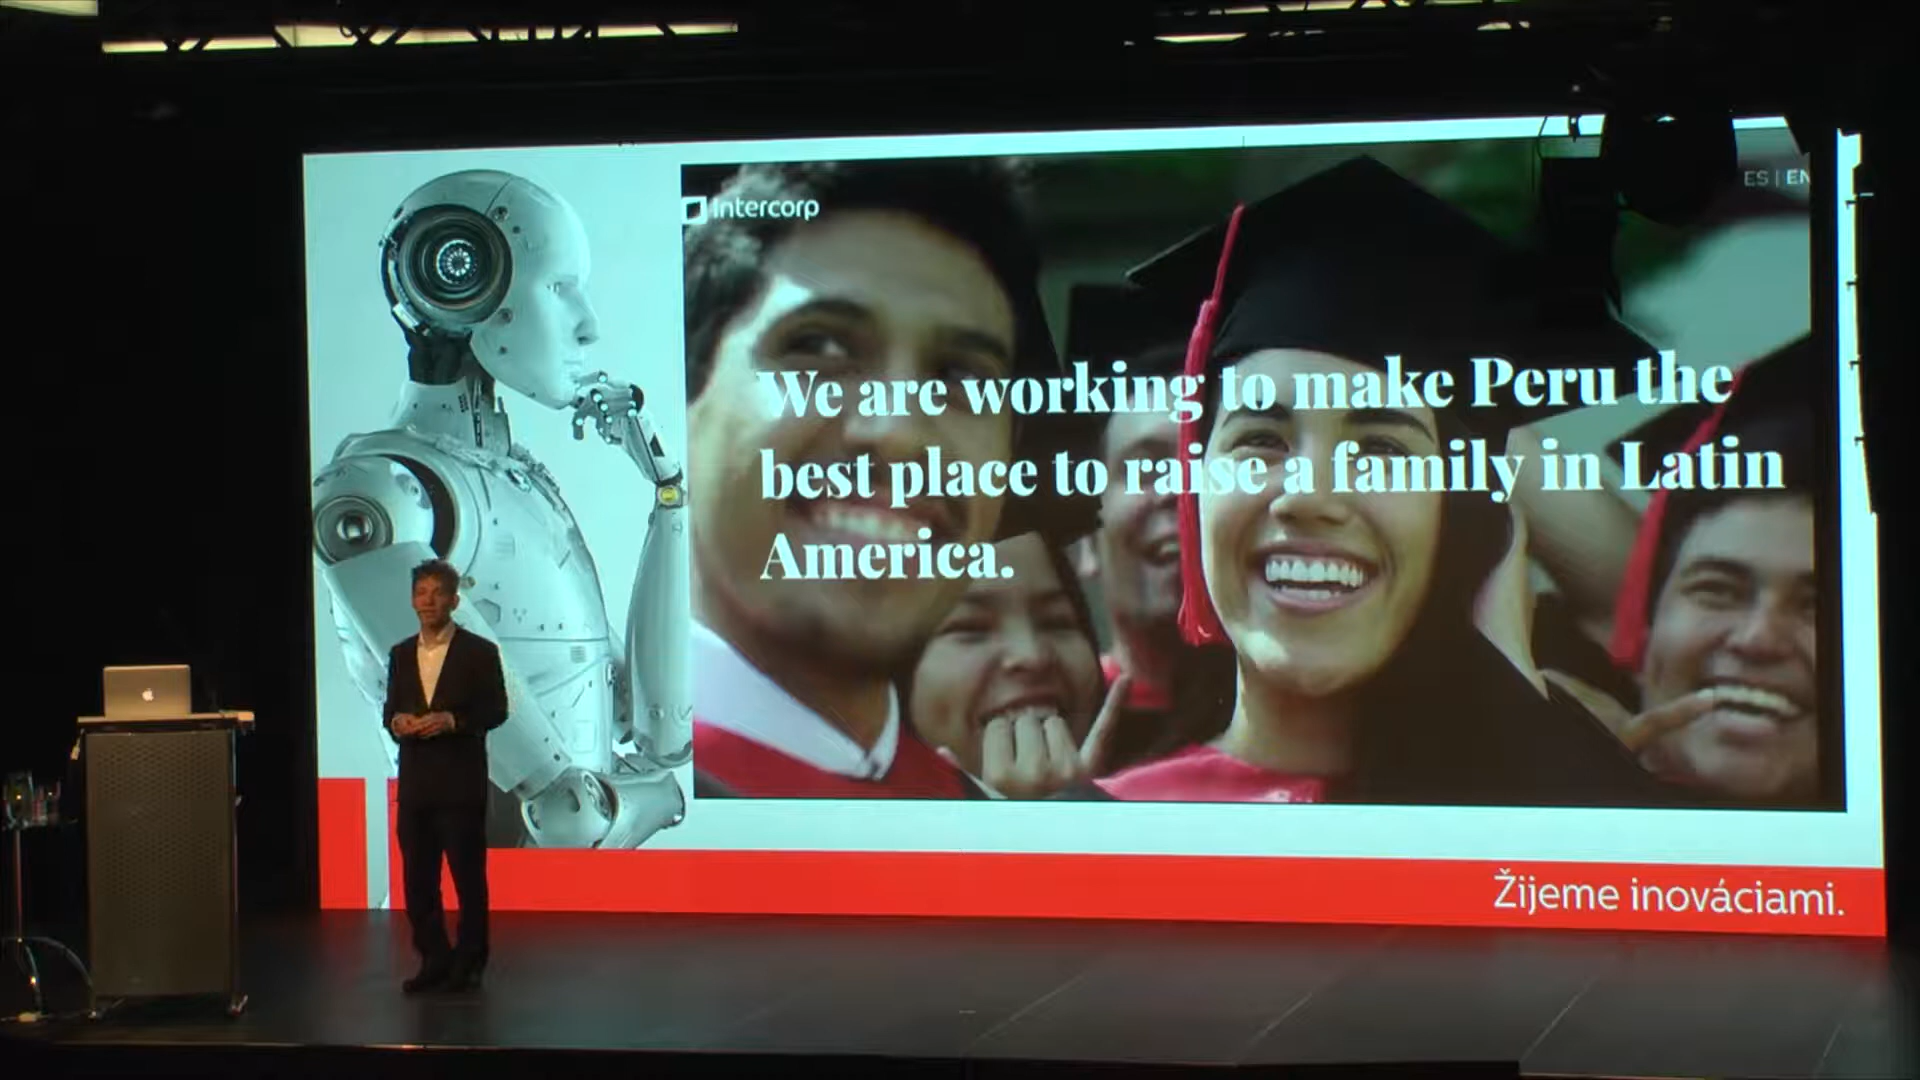 Intercorp
ES | EN
We are working to make Peru the
best place to raise a family in Latin
America.
Žijeme inováciami.